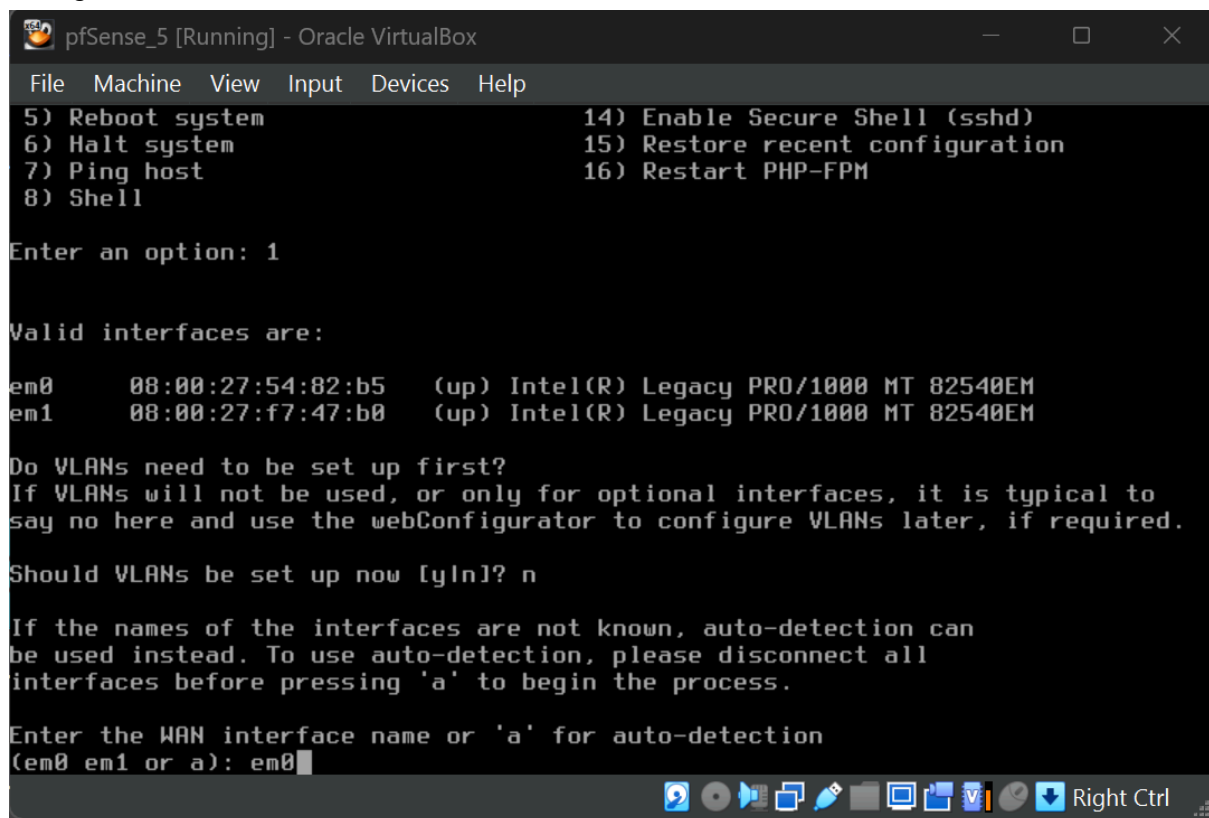 pfSense_5 [Running] - Oracle VirtualBox
File Machine View Input Devices Help
5) Reboot system 14) Enable Secure Shell (sshd)
6) Halt system 15) Restore recent configuration
7) Ping host 16) Restart PHP-FPM
8) Shell
Enter an option: 1
Valid interfaces are:
em0 08:00:27:54:82:b5 (up) Intel(R) Legacy PRO/1000 MT 82540EM
em1 08:00:27:f7:47:b0 (up) Intel(R) Legacy PRO/1000 MT 82540EM
Do VLANs need to be set up first?
If VLANs will not be used, or only for optional interfaces, it is typical to
say no here and use the webConfigurator to configure VLANs later, if required.
Should VLANs be set up now [y|n]? n
If the names of the interfaces are not known, auto-detection can
be used instead. To use auto-detection, please disconnect all
interfaces before pressing 'a' to begin the process.
Enter the WAN interface name or 'a' for auto-detection
(em0 em1 or a): em0
Right Ctrl